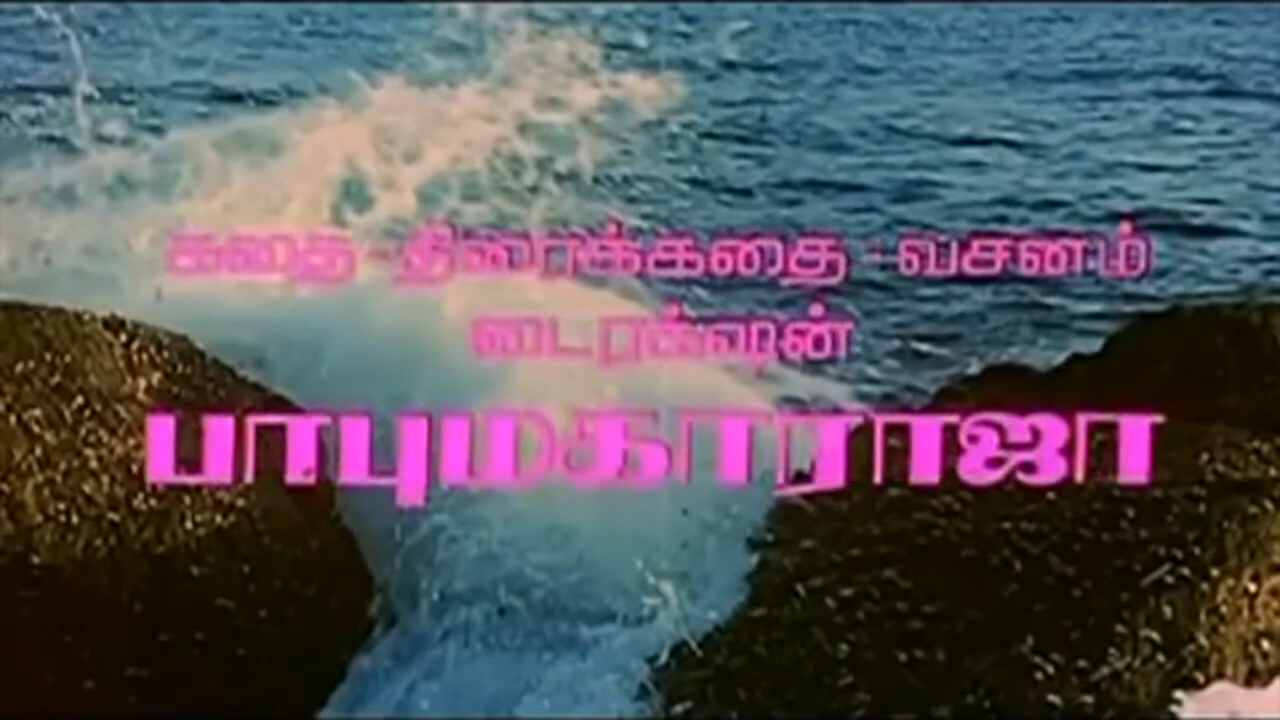 கதை - திரைக்கதை - வசனம்
டைரக்ஷன்
பாபுமகாராஜா